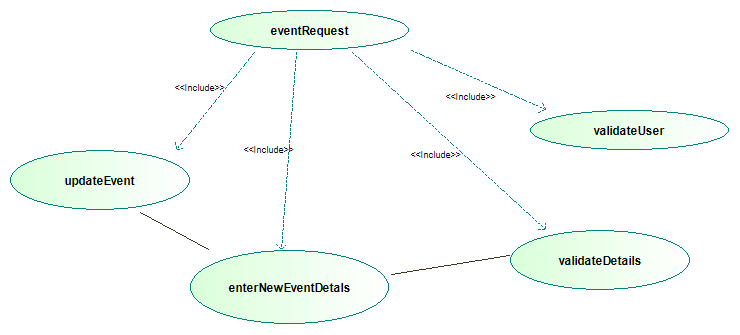 eventRequest
<<Include>>
<<Include>>
<<Include>>
<<Include>>
validateUser
updateEvent
enterNewEventDetals
validateDetails